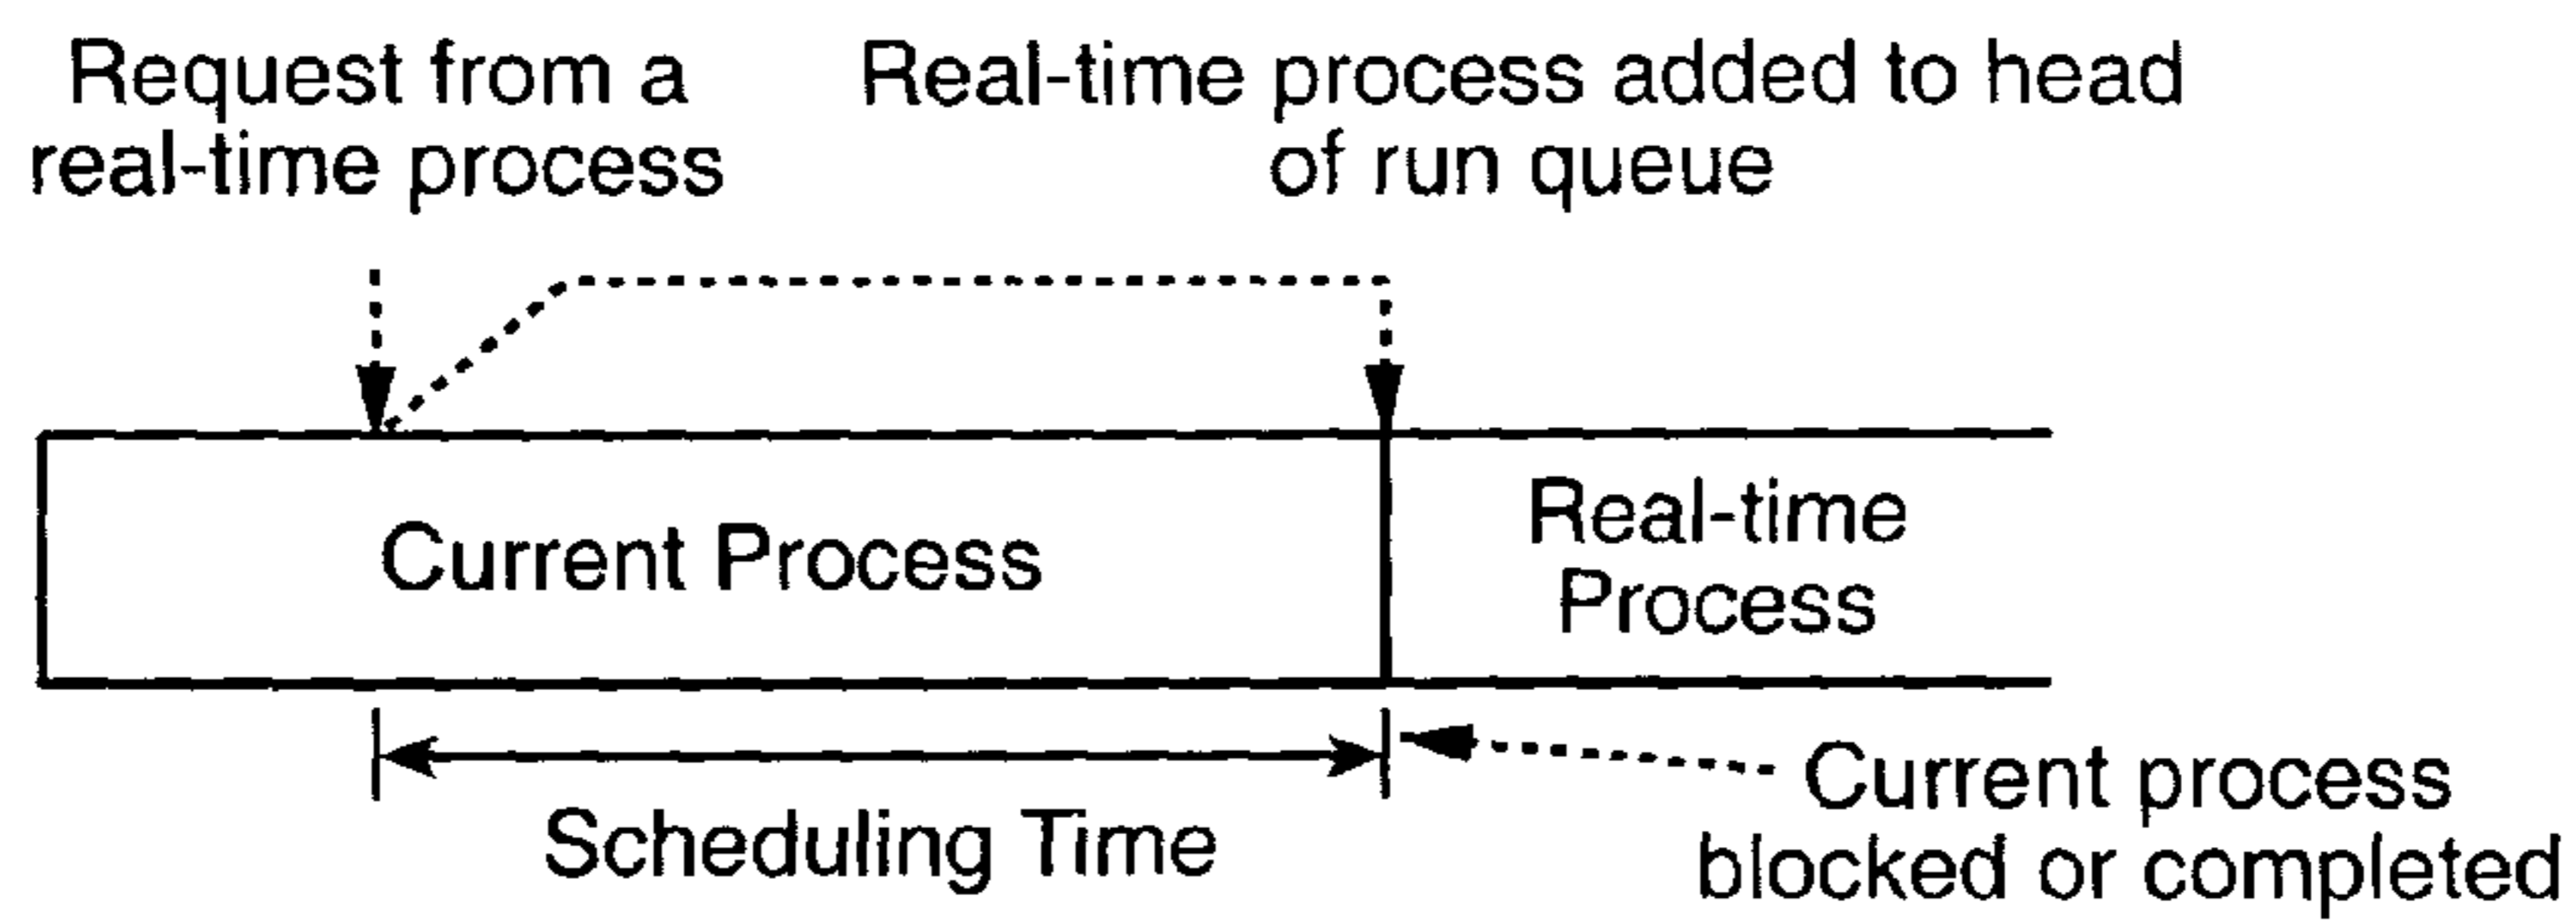 Request from a
real-time process
Real-time process added to head
of run queue
Current Process
Real-time
Process
Scheduling Time
Current process
blocked or completed